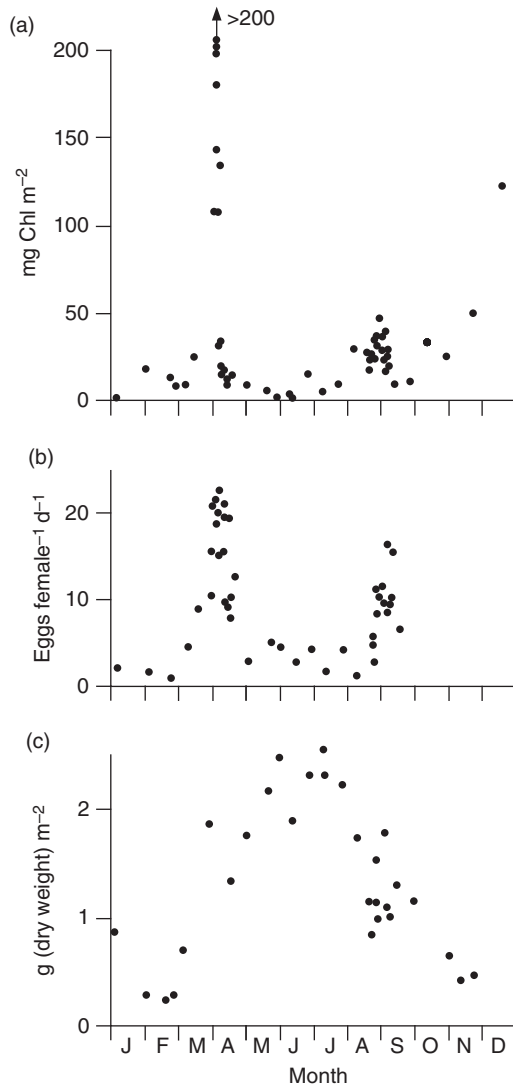 (a)
>200
200
150
100
50
0
mg Chl m⁻²
(b)
20
10
0
Eggs female⁻¹ d⁻¹
(c)
2
1
0
g (dry weight) m⁻²
J F M A M J J A S O N D
Month